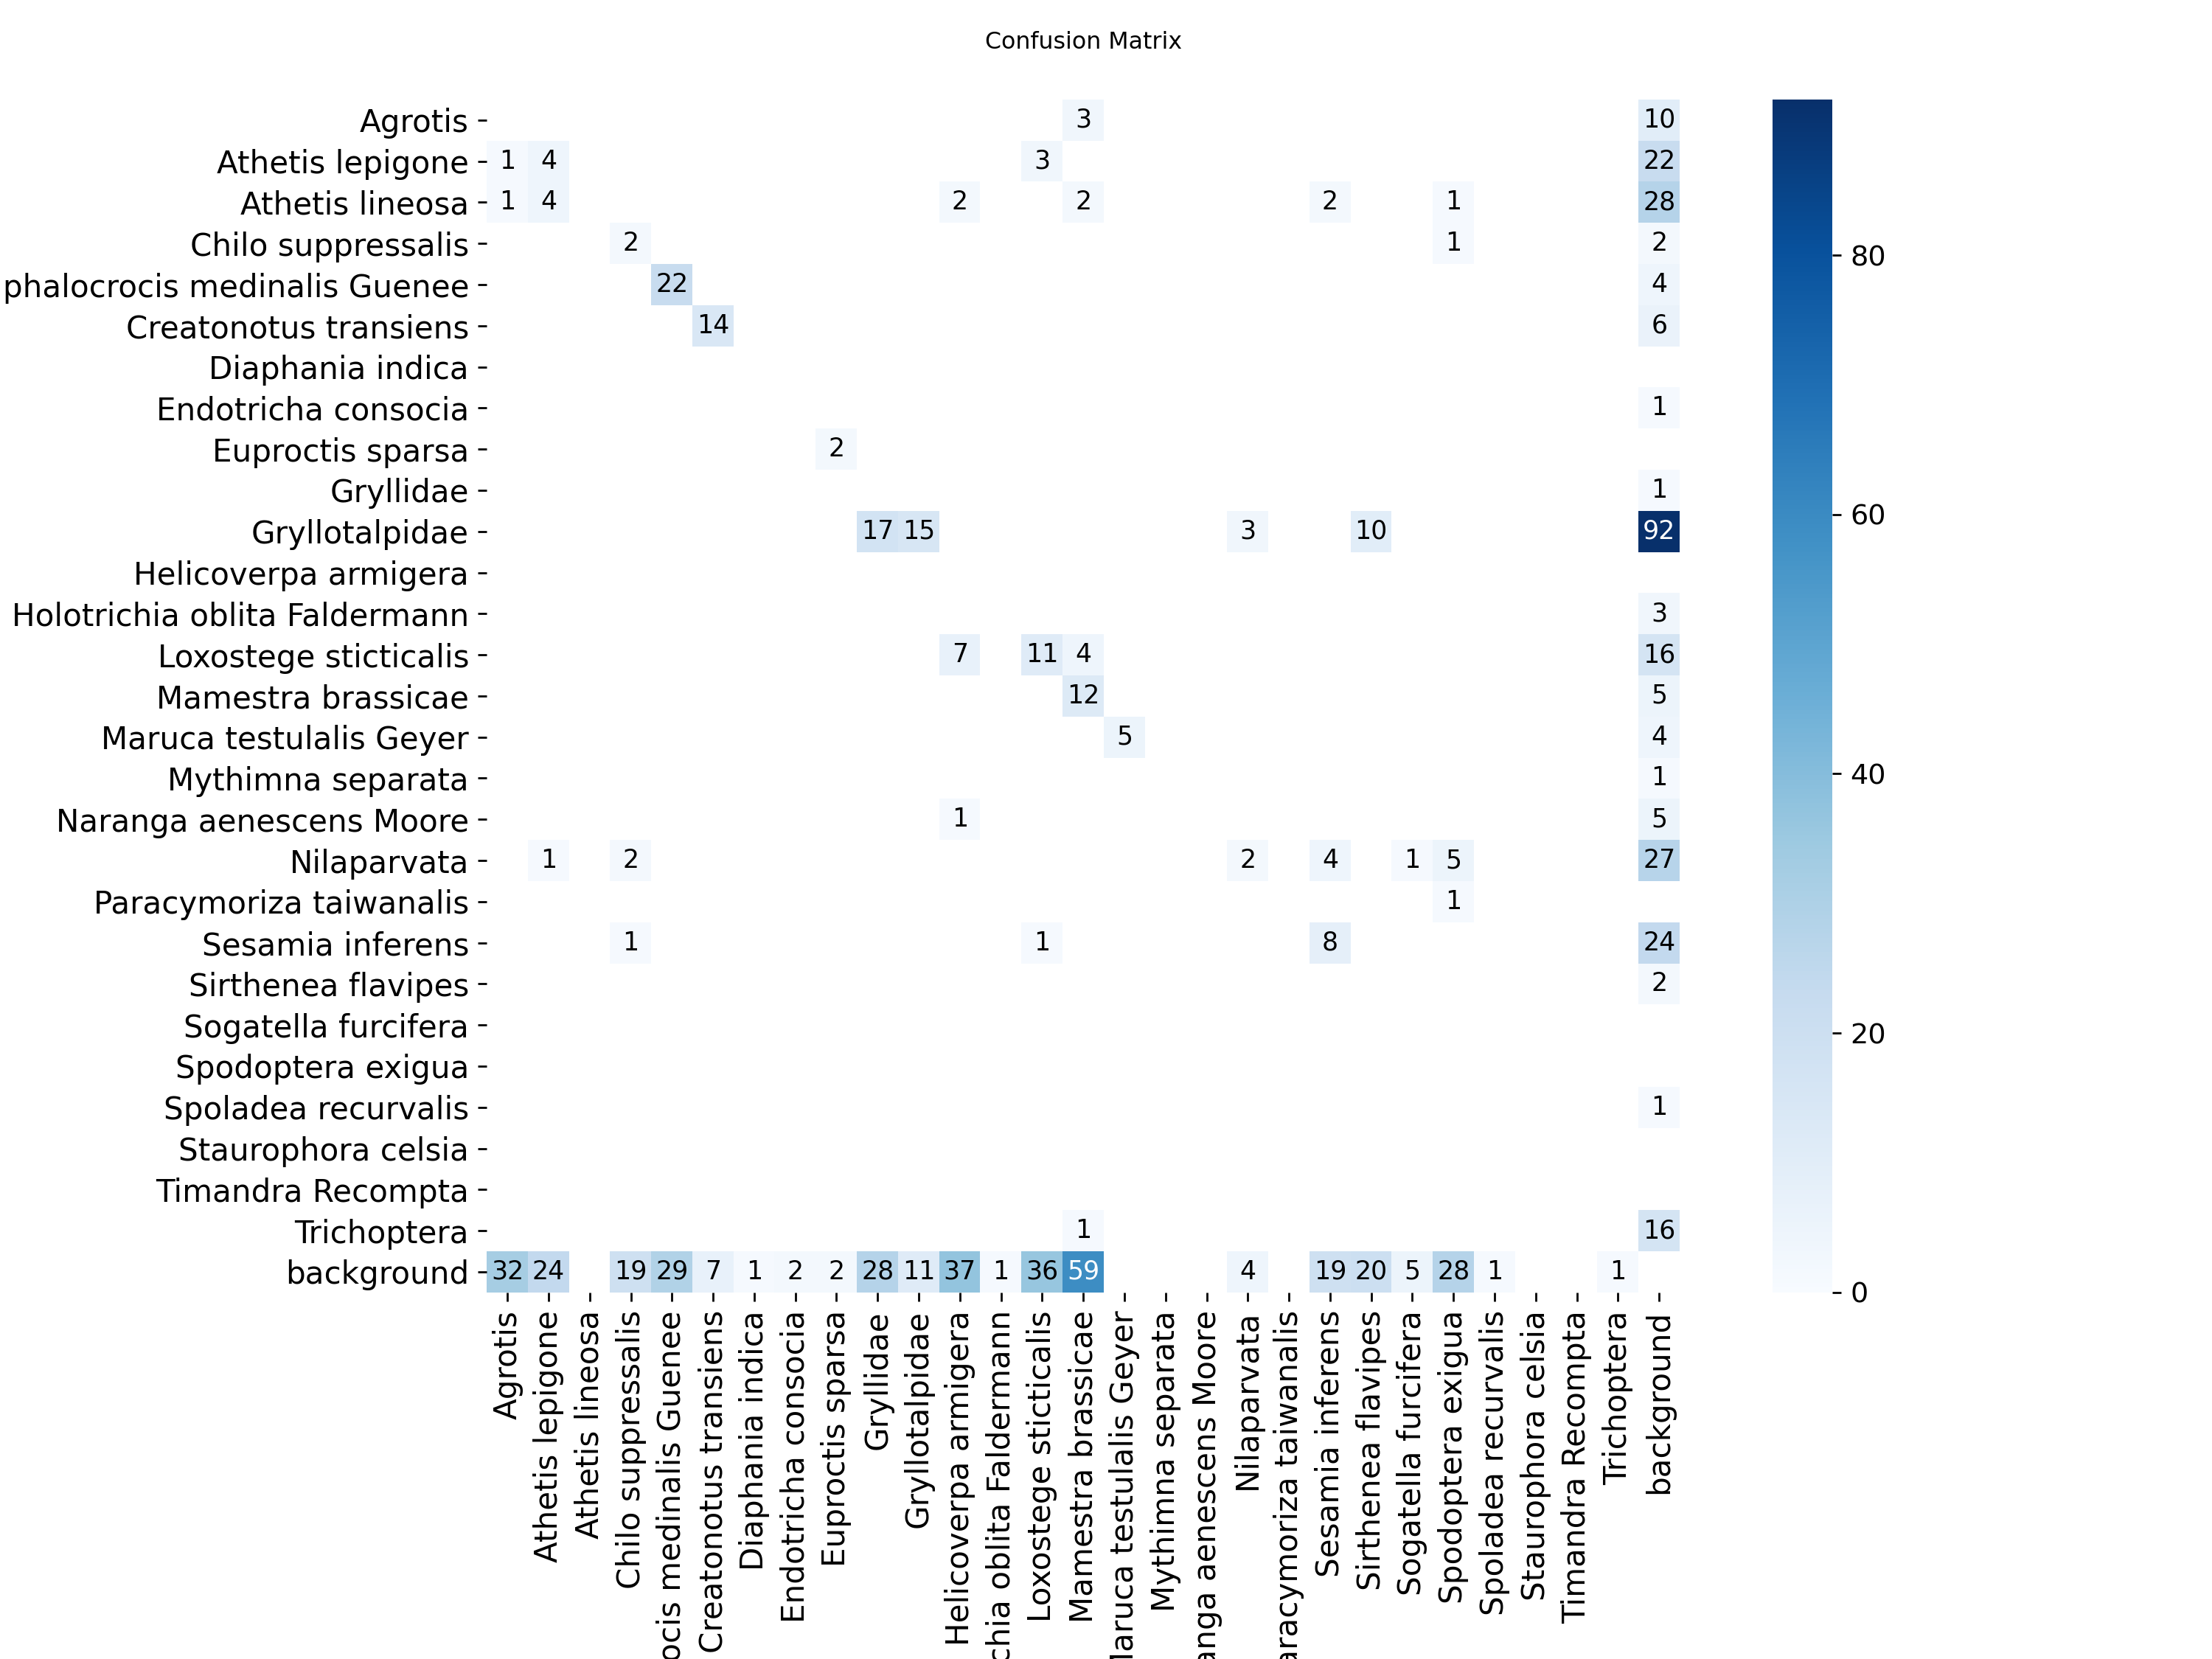 Confusion Matrix
Agrotis 3 10
Athetis lepigone 1 4 3 22
Athetis lineosa 1 4 2 2 2 1 28
Chilo suppressalis 2 1 2
phalocrocis medinalis Guenee 22 4
Creatonotus transiens 14 6
Diaphania indica
Endotricha consocia 1
Euproctis sparsa 2
Gryllidae 1
Gryllotalpidae 17 15 3 10 92
Helicoverpa armigera
Holotrichia oblita Faldermann 3
Loxostege sticticalis 7 11 4 16
Mamestra brassicae 12 5
Maruca testulalis Geyer 5 4
Mythimna separata 1
Naranga aenescens Moore 1 5
Nilaparvata 1 2 2 4 1 5 27
Paracymoriza taiwanalis 1
Sesamia inferens 1 1 8 24
Sirthenea flavipes 2
Sogatella furcifera
Spodoptera exigua
Spoladea recurvalis 1
Staurophora celsia
Timandra Recompta
Trichoptera 1 16
background 32 24 19 29 7 1 2 2 28 11 37 1 36 59 4 19 20 5 28 1 1
Agrotis
Athetis lepigone
Athetis lineosa
Chilo suppressalis
ocis medinalis Guenee
Creatonotus transiens
Diaphania indica
Endotricha consocia
Euproctis sparsa
Gryllidae
Gryllotalpidae
Helicoverpa armigera
chia oblita Faldermann
Loxostege sticticalis
Mamestra brassicae
laruca testulalis Geyer
Mythimna separata
anga aenescens Moore
Nilaparvata
aracymoriza taiwanalis
Sesamia inferens
Sirthenea flavipes
Sogatella furcifera
Spodoptera exigua
Spoladea recurvalis
Staurophora celsia
Timandra Recompta
Trichoptera
background
80
60
40
20
0